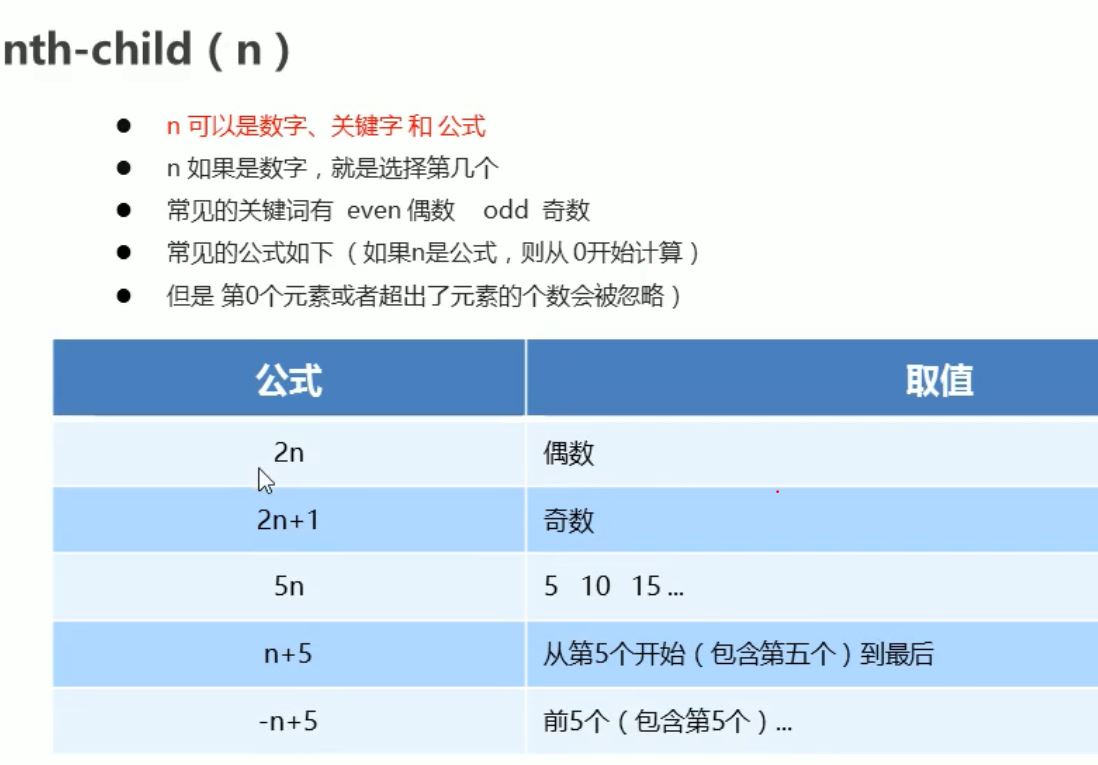 nth-child（n）
n 可以是数字、关键字 和 公式
n 如果是数字，就是选择第几个
常见的关键词有 even 偶数 odd 奇数
常见的公式如下（如果n是公式，则从0开始计算）
但是 第0个元素或者超出了元素的个数会被忽略）
公式 取值
2n 偶数
2n+1 奇数
5n 5 10 15 ...
n+5 从第5个开始（包含第五个）到最后
-n+5 前5个（包含第5个）...